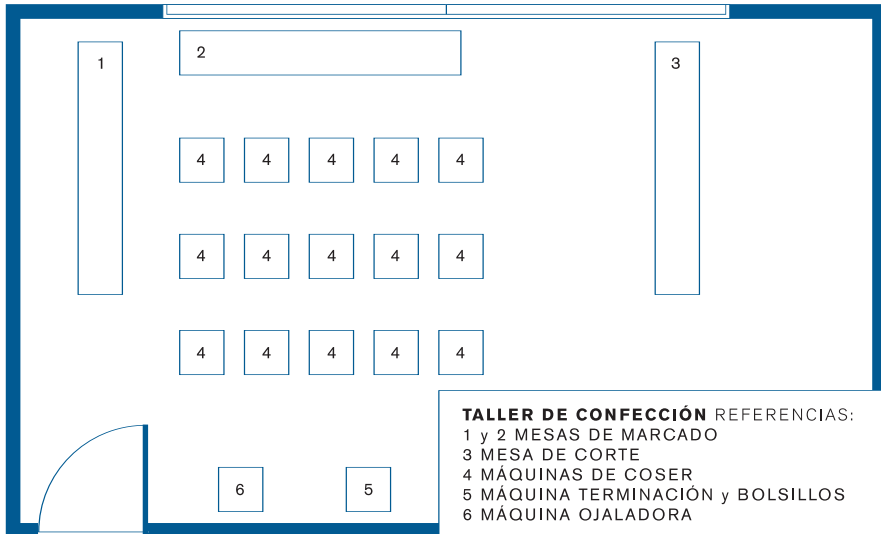 1
2
3
4 4 4 4 4
4 4 4 4 4
4 4 4 4 4
6 5
TALLER DE CONFECCIÓN REFERENCIAS:
1 y 2 MESAS DE MARCADO
3 MESA DE CORTE
4 MÁQUINAS DE COSER
5 MÁQUINA TERMINACIÓN y BOLSILLOS
6 MÁQUINA OJALADORA